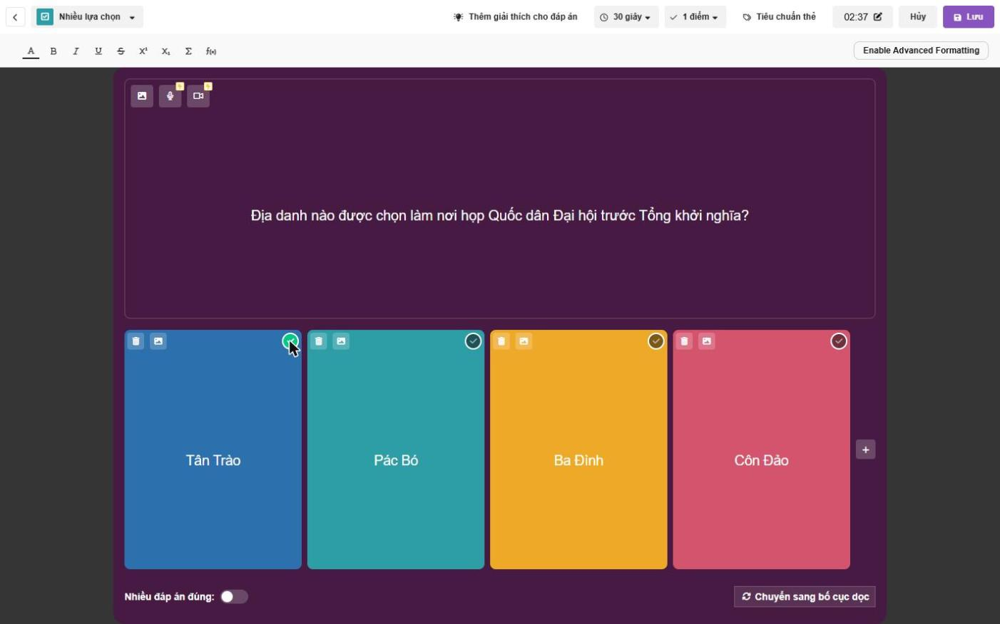 Nhiều lựa chọn
Thêm giải thích cho đáp án
30 giây
1 điểm
Tiêu chuẩn thẻ
02:37
Hủy
Lưu
A B I U S X¹ X₁ Σ f(x)
Enable Advanced Formatting
Địa danh nào được chọn làm nơi họp Quốc dân Đại hội trước Tổng khởi nghĩa?
Tân Trào
Pác Bó
Ba Đình
Côn Đảo
+
Nhiều đáp án đúng:
Chuyển sang bố cục dọc